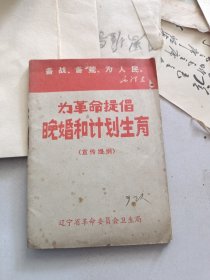 备战、备荒、为人民。
毛泽东
为革命提倡
晚婚和计划生育
(宣传提纲)
辽宁省革命委员会卫生局